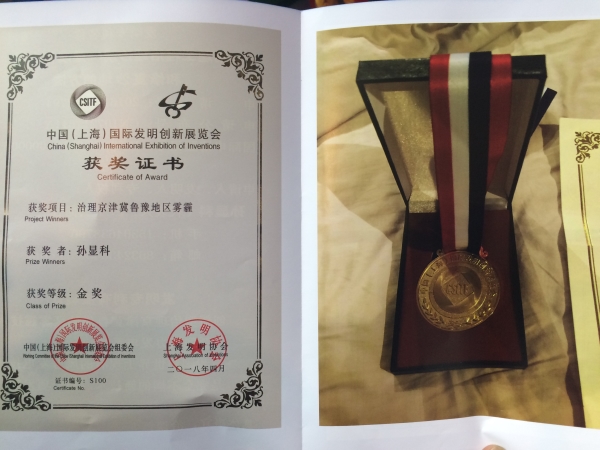 CSITF
中国(上海)国际发明创新展览会
China (Shanghai) International Exhibition of Inventions
获奖证书
Certificate of Award
获奖项目：治理京津冀鲁豫地区雾霾
Project Winners
获 奖 者：孙显科
Prize Winners
获奖等级：金奖
Class of Prize
中国(上海)国际发明创新展览会组委会
上 海 发 明 协 会
Shanghai Association of
二〇一八年四月
证书编号：S100
Certificate No.
CSITF